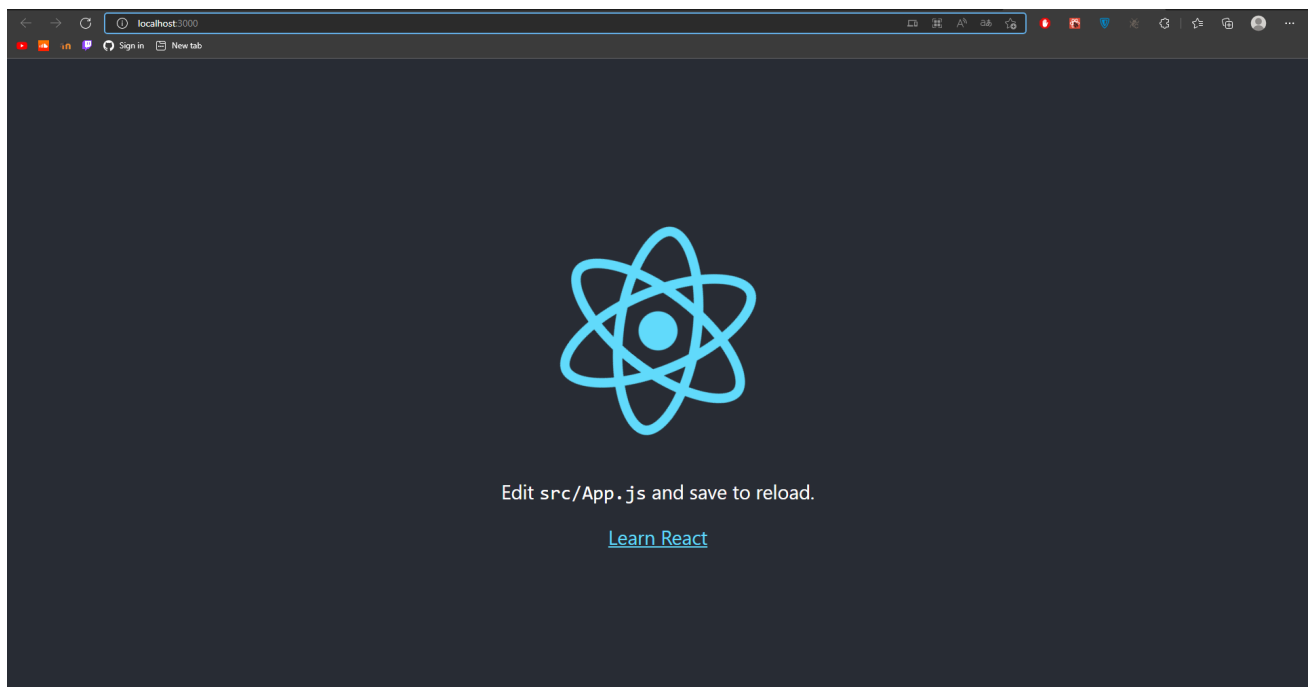 localhost:3000
Sign in New tab
Edit src/App.js and save to reload.
Learn React